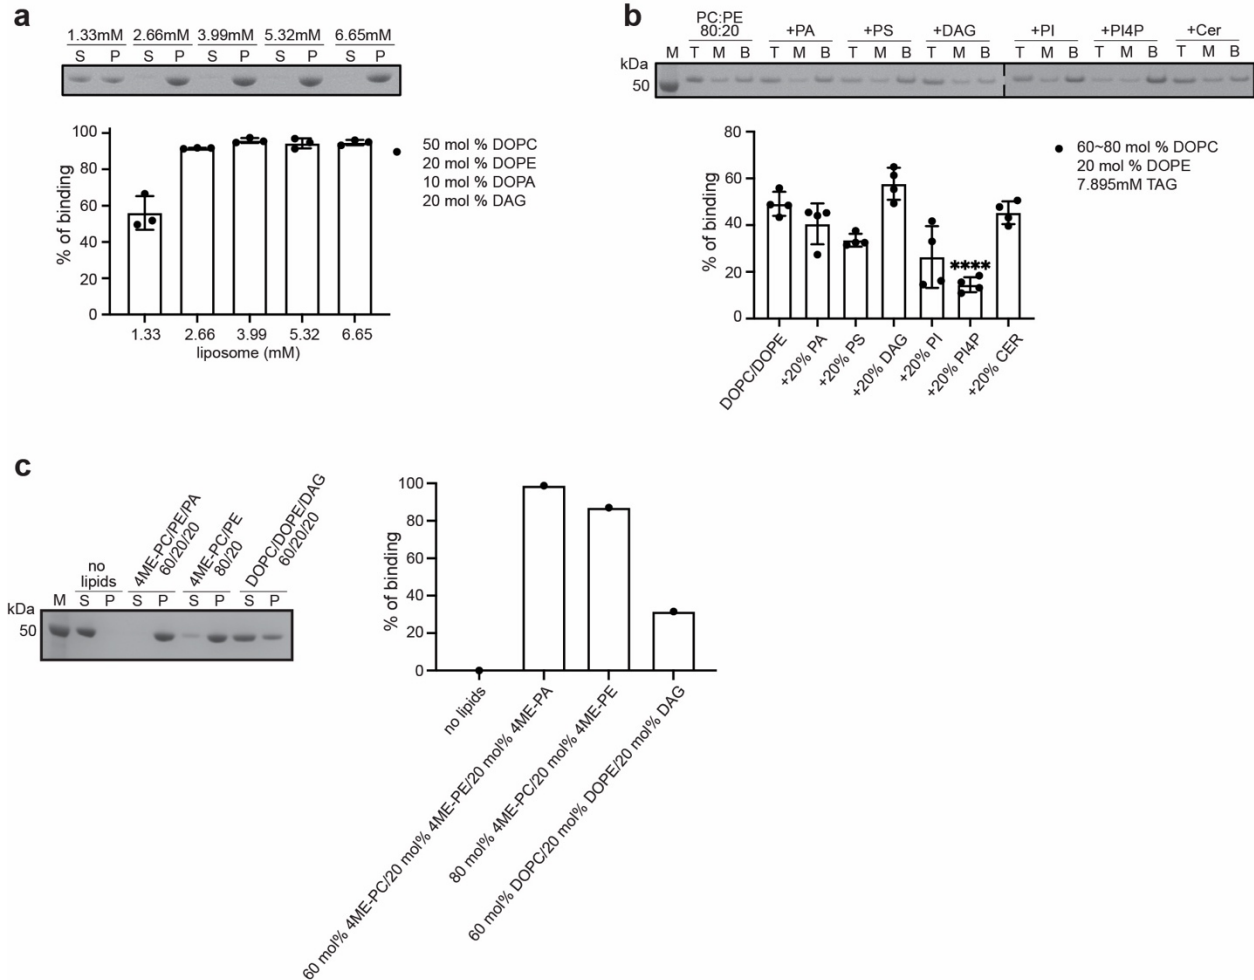 a
1.33mM 2.66mM 3.99mM 5.32mM 6.65mM
S P S P S P S P S P
% of binding
100
80
60
40
20
0
1.33 2.66 3.99 5.32 6.65
liposome (mM)
50 mol % DOPC
20 mol % DOPE
10 mol % DOPA
20 mol % DAG
b
PC:PE
80:20 +PA +PS +DAG +PI +PI4P +Cer
kDa M T M B T M B T M B T M B T M B T M B T M B
50
% of binding
80
60
40
20
0
****
DOPC/DOPE
+20% PA
+20% PS
+20% DAG
+20% PI
+20% PI4P
+20% CER
60~80 mol % DOPC
20 mol % DOPE
7.895mM TAG
c
no
lipids
4ME-PC/PE/PA
60/20/20
4ME-PC/PE
80/20
DOPC/DOPE/DAG
60/20/20
kDa M S P S P S P S P
50
% of binding
100
80
60
40
20
0
no lipids
60 mol% 4ME-PC/20 mol% 4ME-PE/20 mol% 4ME-PA
80 mol% 4ME-PC/20 mol% 4ME-PE
60 mol% DOPC/20 mol% DOPE/20 mol% DAG